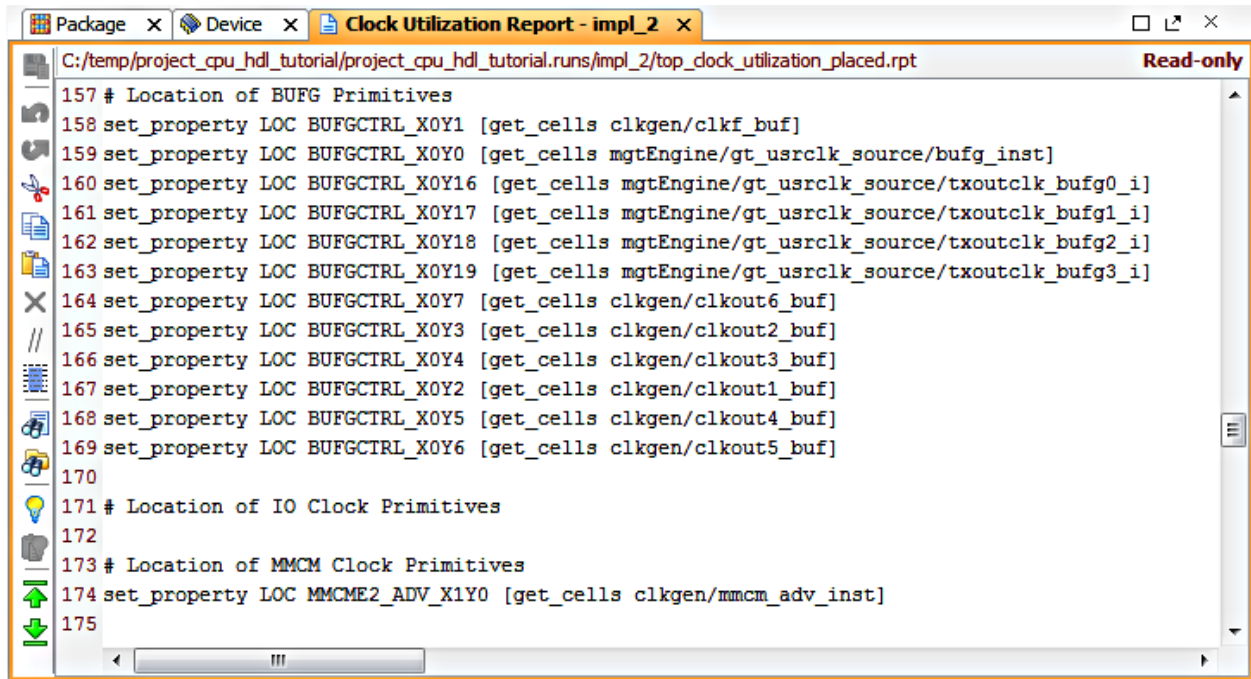 Package Device Clock Utilization Report - impl_2
C:/temp/project_cpu_hdl_tutorial/project_cpu_hdl_tutorial.runs/impl_2/top_clock_utilization_placed.rpt Read-only
157 # Location of BUFG Primitives
158 set_property LOC BUFGCTRL_X0Y1 [get_cells clkgen/clkf_buf]
159 set_property LOC BUFGCTRL_X0Y0 [get_cells mgtEngine/gt_usrclk_source/bufg_inst]
160 set_property LOC BUFGCTRL_X0Y16 [get_cells mgtEngine/gt_usrclk_source/txoutclk_bufg0_i]
161 set_property LOC BUFGCTRL_X0Y17 [get_cells mgtEngine/gt_usrclk_source/txoutclk_bufg1_i]
162 set_property LOC BUFGCTRL_X0Y18 [get_cells mgtEngine/gt_usrclk_source/txoutclk_bufg2_i]
163 set_property LOC BUFGCTRL_X0Y19 [get_cells mgtEngine/gt_usrclk_source/txoutclk_bufg3_i]
164 set_property LOC BUFGCTRL_X0Y7 [get_cells clkgen/clkout6_buf]
165 set_property LOC BUFGCTRL_X0Y3 [get_cells clkgen/clkout2_buf]
166 set_property LOC BUFGCTRL_X0Y4 [get_cells clkgen/clkout3_buf]
167 set_property LOC BUFGCTRL_X0Y2 [get_cells clkgen/clkout1_buf]
168 set_property LOC BUFGCTRL_X0Y5 [get_cells clkgen/clkout4_buf]
169 set_property LOC BUFGCTRL_X0Y6 [get_cells clkgen/clkout5_buf]
170
171 # Location of IO Clock Primitives
172
173 # Location of MMCM Clock Primitives
174 set_property LOC MMCME2_ADV_X1Y0 [get_cells clkgen/mmcm_adv_inst]
175